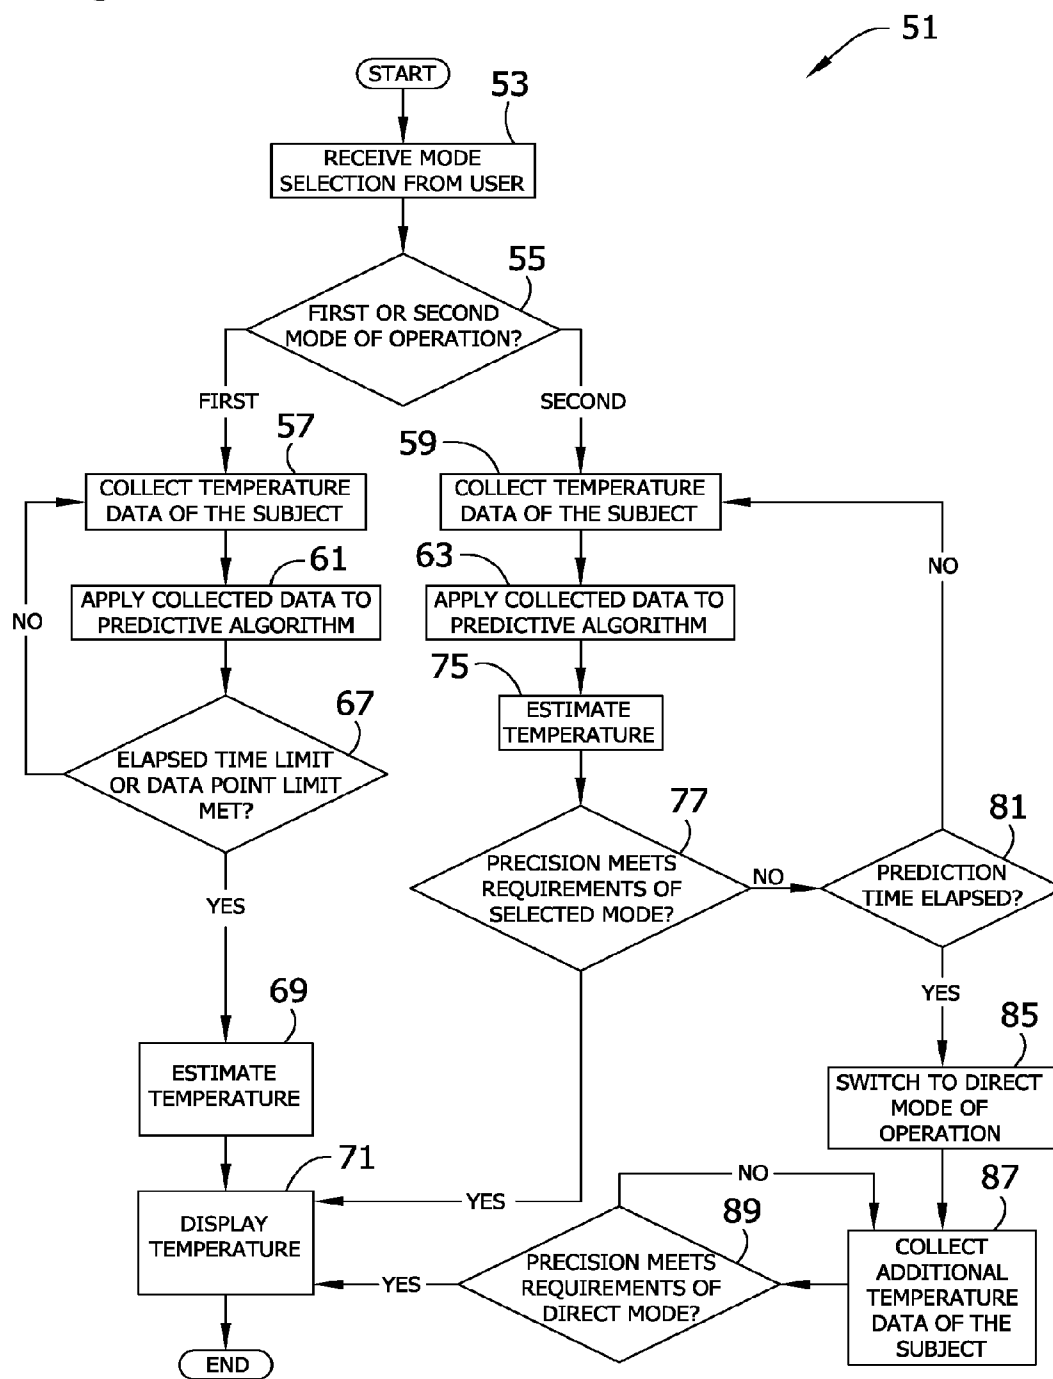 51
START
53
RECEIVE MODE
SELECTION FROM USER
55
FIRST OR SECOND
MODE OF OPERATION?
FIRST
SECOND
57
COLLECT TEMPERATURE
DATA OF THE SUBJECT
59
COLLECT TEMPERATURE
DATA OF THE SUBJECT
61
APPLY COLLECTED DATA TO
PREDICTIVE ALGORITHM
63
APPLY COLLECTED DATA TO
PREDICTIVE ALGORITHM
NO
NO
67
ELAPSED TIME LIMIT
OR DATA POINT LIMIT
MET?
75
ESTIMATE
TEMPERATURE
77
PRECISION MEETS
REQUIREMENTS OF
SELECTED MODE?
NO
81
PREDICTION
TIME ELAPSED?
YES
YES
69
ESTIMATE
TEMPERATURE
85
SWITCH TO DIRECT
MODE OF
OPERATION
71
DISPLAY
TEMPERATURE
YES
NO
87
COLLECT
ADDITIONAL
TEMPERATURE
DATA OF THE
SUBJECT
89
PRECISION MEETS
REQUIREMENTS OF
DIRECT MODE?
YES
END